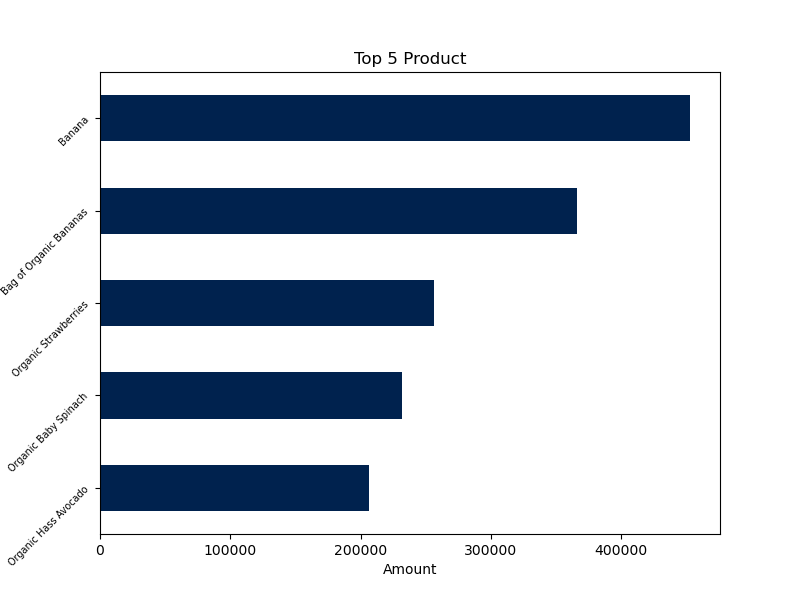 Top 5 Product
Banana
Bag of Organic Bananas
Organic Strawberries
Organic Baby Spinach
Organic Hass Avocado
0
100000
200000
300000
400000
Amount